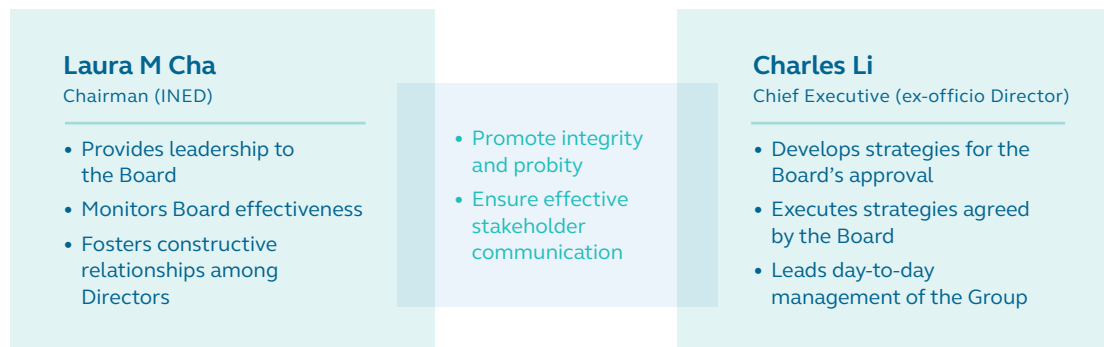 Laura M Cha
Chairman (INED)
• Provides leadership to
the Board
• Monitors Board effectiveness
• Fosters constructive
relationships among
Directors
• Promote integrity
and probity
• Ensure effective
stakeholder
communication
Charles Li
Chief Executive (ex-officio Director)
• Develops strategies for the
Board’s approval
• Executes strategies agreed
by the Board
• Leads day-to-day
management of the Group